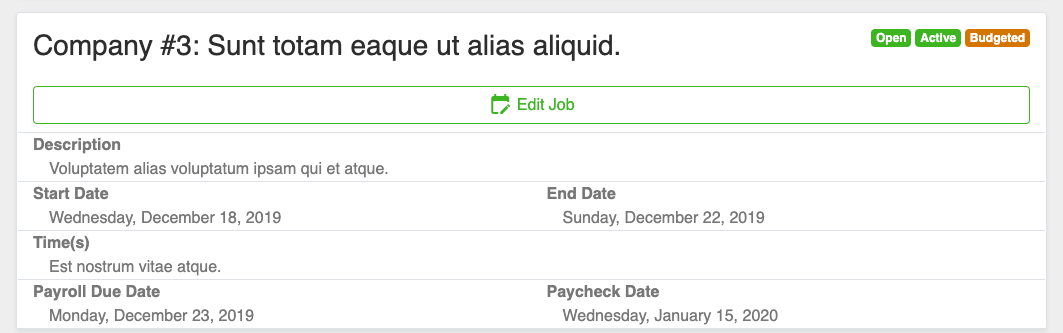 Company #3: Sunt totam eaque ut alias aliquid.
Open Active Budgeted
Edit Job
Description
Voluptatem alias voluptatum ipsam qui et atque.
Start Date End Date
Wednesday, December 18, 2019 Sunday, December 22, 2019
Time(s)
Est nostrum vitae atque.
Payroll Due Date Paycheck Date
Monday, December 23, 2019 Wednesday, January 15, 2020